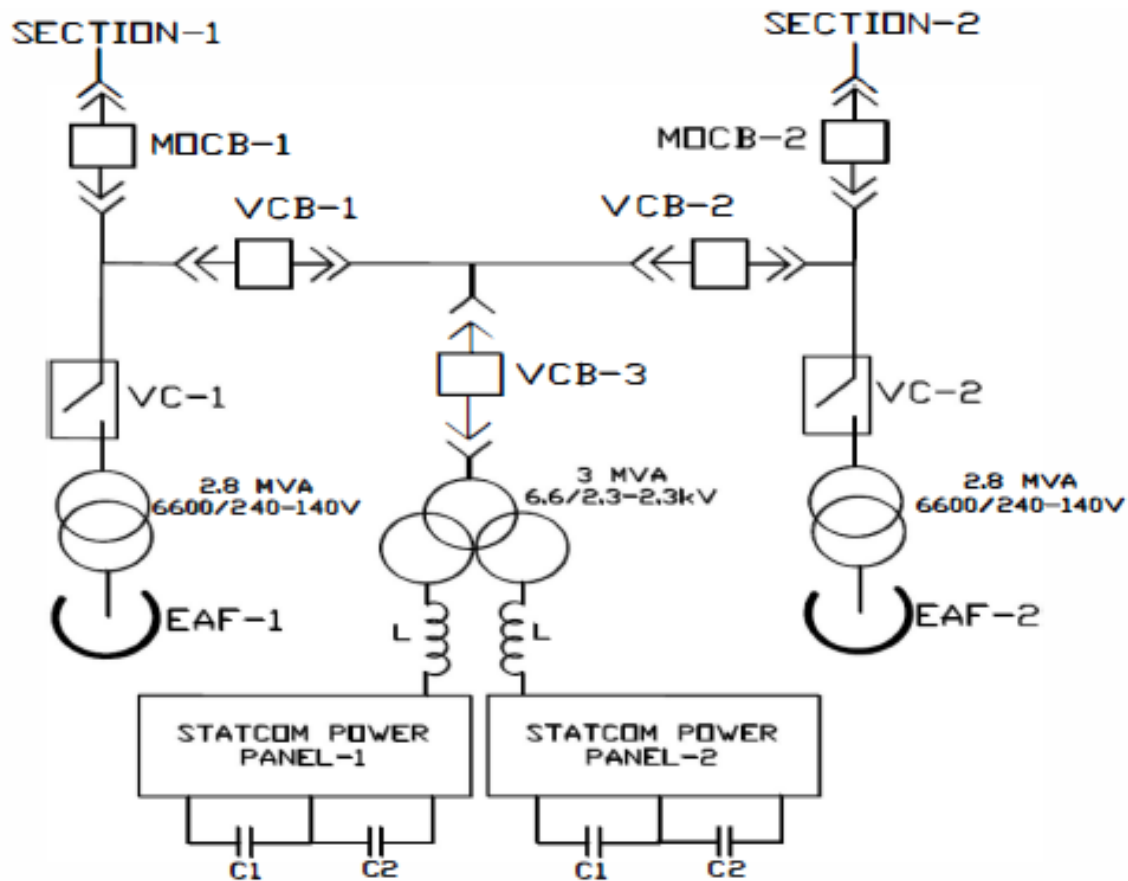 SECTION-1
SECTION-2
MOCB-1
MOCB-2
VCB-1
VCB-2
VCB-3
VC-1
VC-2
2.8 MVA
6600/240-140V
3 MVA
6.6/2.3-2.3kV
2.8 MVA
6600/240-140V
EAF-1
L
L
EAF-2
STATCOM POWER
PANEL-1
STATCOM POWER
PANEL-2
C1
C2
C1
C2